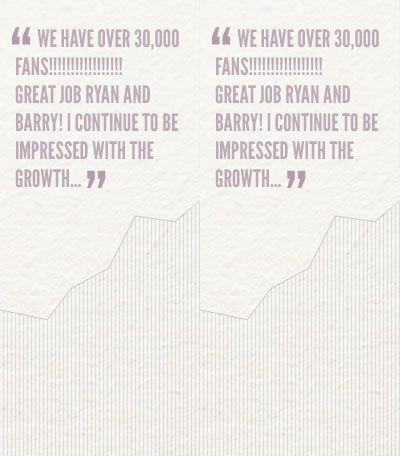 “ WE HAVE OVER 30,000
FANS!!!!!!!!!!!!!!!!!
GREAT JOB RYAN AND
BARRY! I CONTINUE TO BE
IMPRESSED WITH THE
GROWTH... ”
“ WE HAVE OVER 30,000
FANS!!!!!!!!!!!!!!!!!
GREAT JOB RYAN AND
BARRY! I CONTINUE TO BE
IMPRESSED WITH THE
GROWTH... ”